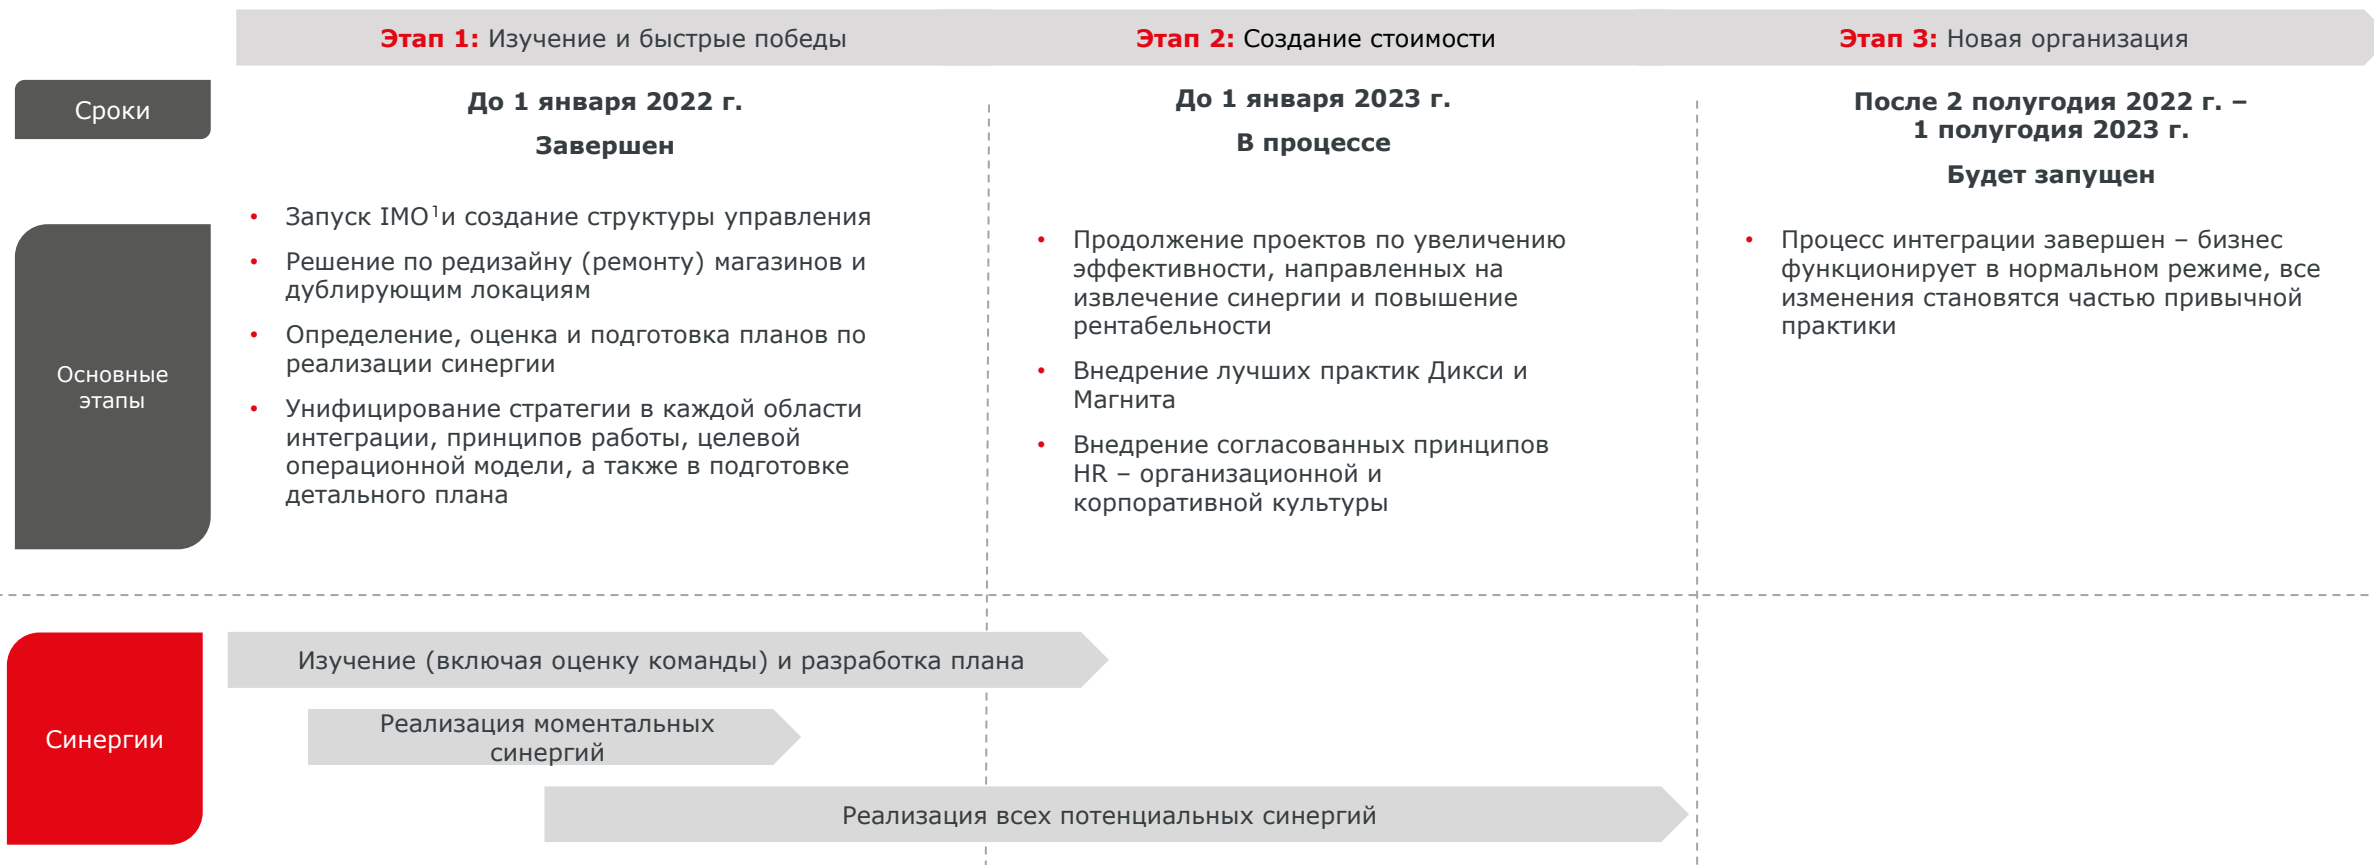 Этап 1: Изучение и быстрые победы
Этап 2: Создание стоимости
Этап 3: Новая организация
Сроки
До 1 января 2022 г.
Завершен
До 1 января 2023 г.
В процессе
После 2 полугодия 2022 г. –
1 полугодия 2023 г.
Будет запущен
Основные
этапы
• Запуск IMO¹и создание структуры управления
• Решение по редизайну (ремонту) магазинов и
дублирующим локациям
• Определение, оценка и подготовка планов по
реализации синергии
• Унифицирование стратегии в каждой области
интеграции, принципов работы, целевой
операционной модели, а также в подготовке
детального плана
• Продолжение проектов по увеличению
эффективности, направленных на
извлечение синергии и повышение
рентабельности
• Внедрение лучших практик Дикси и
Магнита
• Внедрение согласованных принципов
HR – организационной и
корпоративной культуры
• Процесс интеграции завершен – бизнес
функционирует в нормальном режиме, все
изменения становятся частью привычной
практики
Синергии
Изучение (включая оценку команды) и разработка плана
Реализация моментальных
синергий
Реализация всех потенциальных синергий